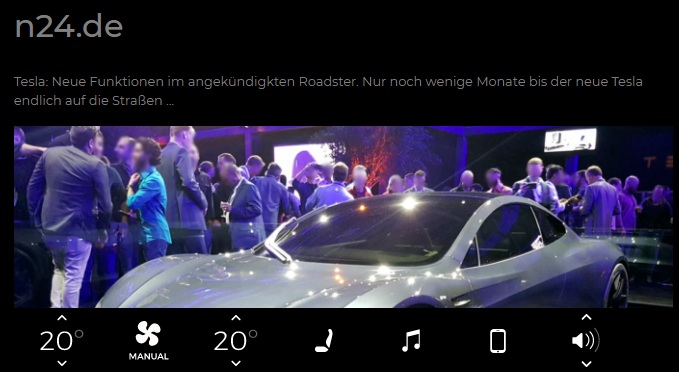 n24.de
Tesla: Neue Funktionen im angekündigkten Roadster. Nur noch wenige Monate bis der neue Tesla
endlich auf die Straßen ...
20° MANUAL 20°